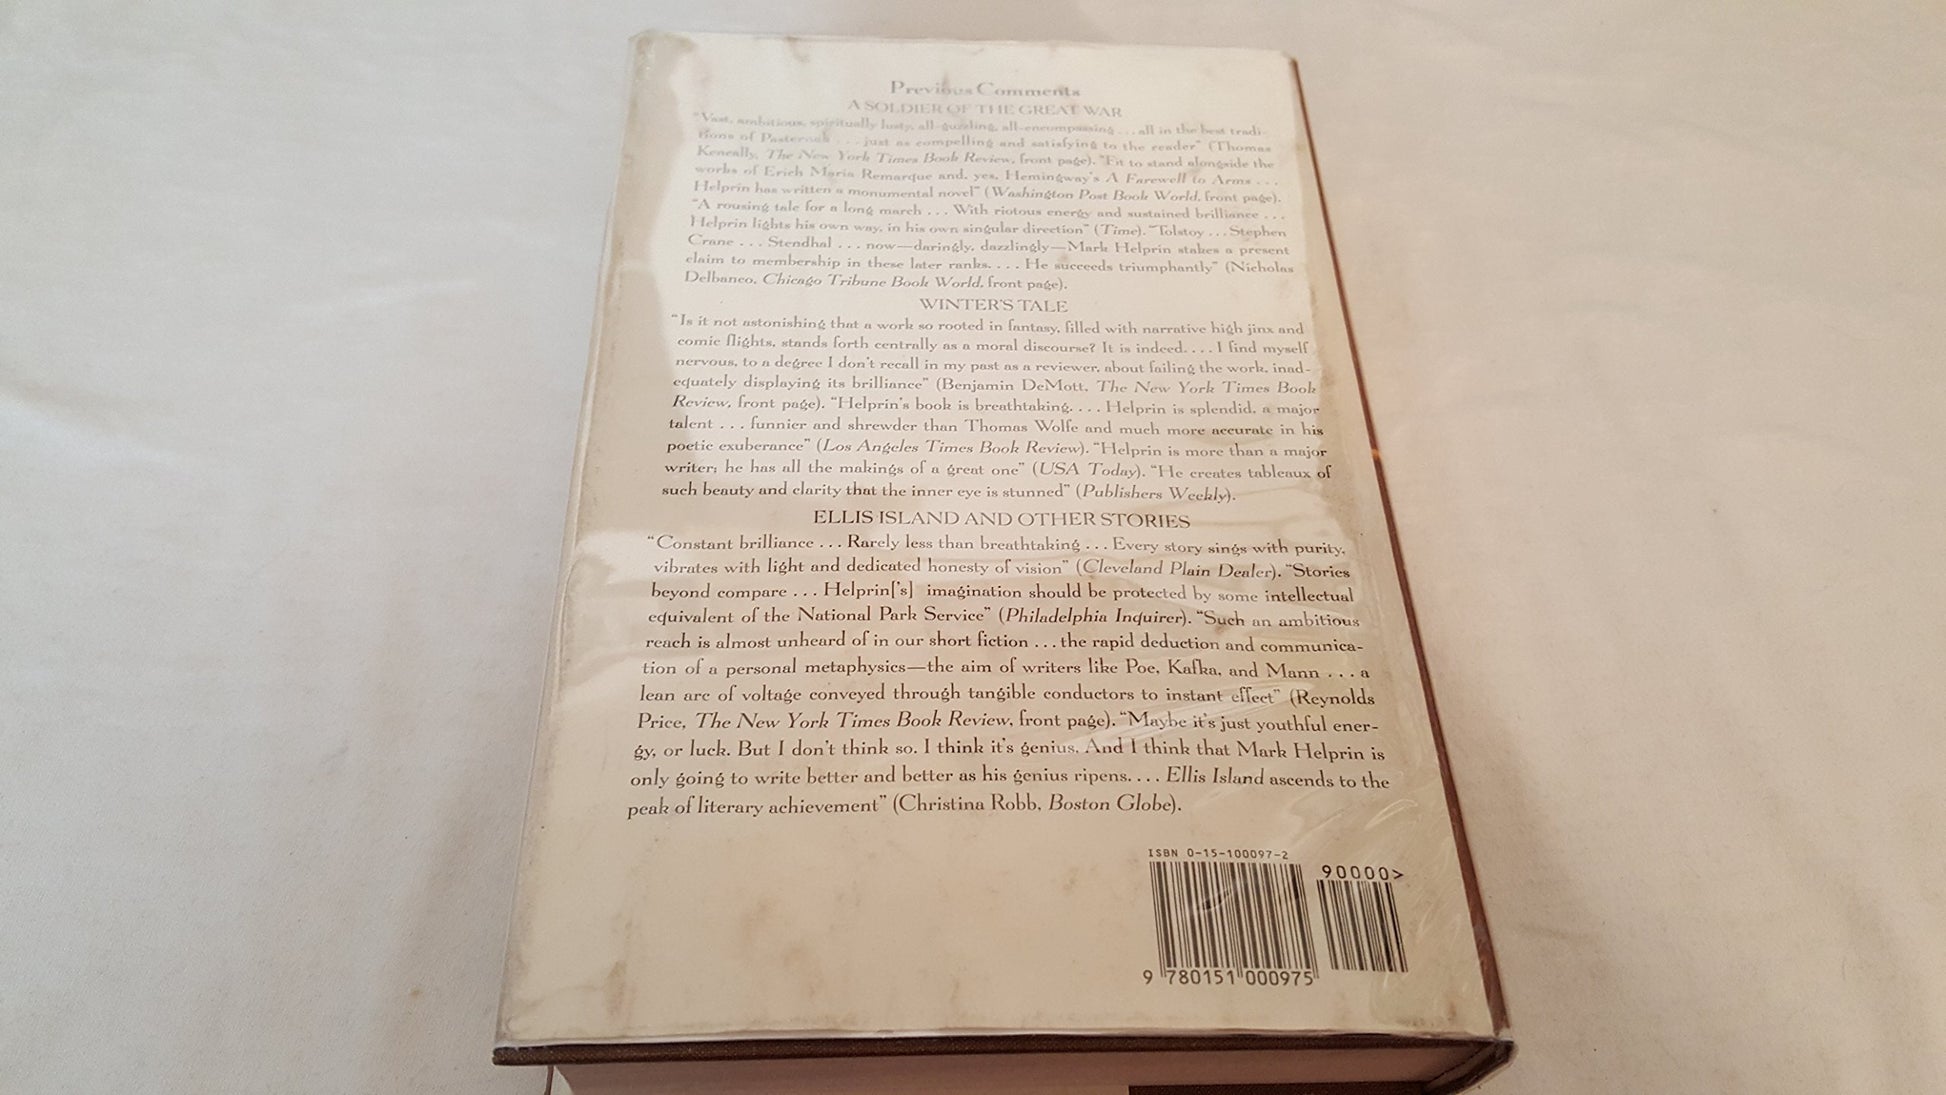 Previous Comments
A SOLDIER OF THE GREAT WAR
"Vast, ambitious, spiritually lusty, all-guzzling, all-encompassing . . . all in the best tradi-
tions of Pasternak . . . just as compelling and satisfying to the reader" (Thomas
Keneally, The New York Times Book Review, front page). "Fit to stand alongside the
works of Erich Maria Remarque and, yes, Hemingway's A Farewell to Arms . . .
Helprin has written a monumental novel" (Washington Post Book World, front page).
"A rousing tale for a long march . . . With riotous energy and sustained brilliance . . .
Helprin lights his own way, in his own singular direction" (Time). "Tolstoy . . . Stephen
Crane . . . Stendhal . . . now—daringly, dazzlingly—Mark Helprin stakes a present
claim to membership in these later ranks. . . . He succeeds triumphantly" (Nicholas
Delbanco, Chicago Tribune Book World, front page).
WINTER'S TALE
"Is it not astonishing that a work so rooted in fantasy, filled with narrative high jinx and
comic flights, stands forth centrally as a moral discourse? It is indeed. . . . I find myself
nervous, to a degree I don't recall in my past as a reviewer, about failing the work, inad-
equately displaying its brilliance" (Benjamin DeMott, The New York Times Book
Review, front page). "Helprin's book is breathtaking. . . . Helprin is splendid, a major
talent . . . funnier and shrewder than Thomas Wolfe and much more accurate in his
poetic exuberance" (Los Angeles Times Book Review). "Helprin is more than a major
writer; he has all the makings of a great one" (USA Today). "He creates tableaux of
such beauty and clarity that the inner eye is stunned" (Publishers Weekly).
ELLIS ISLAND AND OTHER STORIES
"Constant brilliance . . . Rarely less than breathtaking . . . Every story sings with purity,
vibrates with light and dedicated honesty of vision" (Cleveland Plain Dealer). "Stories
beyond compare . . . Helprin['s] imagination should be protected by some intellectual
equivalent of the National Park Service" (Philadelphia Inquirer). "Such an ambitious
reach is almost unheard of in our short fiction . . . the rapid deduction and communica-
tion of a personal metaphysics—the aim of writers like Poe, Kafka, and Mann . . . a
lean arc of voltage conveyed through tangible conductors to instant effect" (Reynolds
Price, The New York Times Book Review, front page). "Maybe it's just youthful ener-
gy, or luck. But I don't think so. I think it's genius. And I think that Mark Helprin is
only going to write better and better as his genius ripens. . . . Ellis Island ascends to the
peak of literary achievement" (Christina Robb, Boston Globe).
ISBN 0-15-100097-2
90000>
9 780151 000975